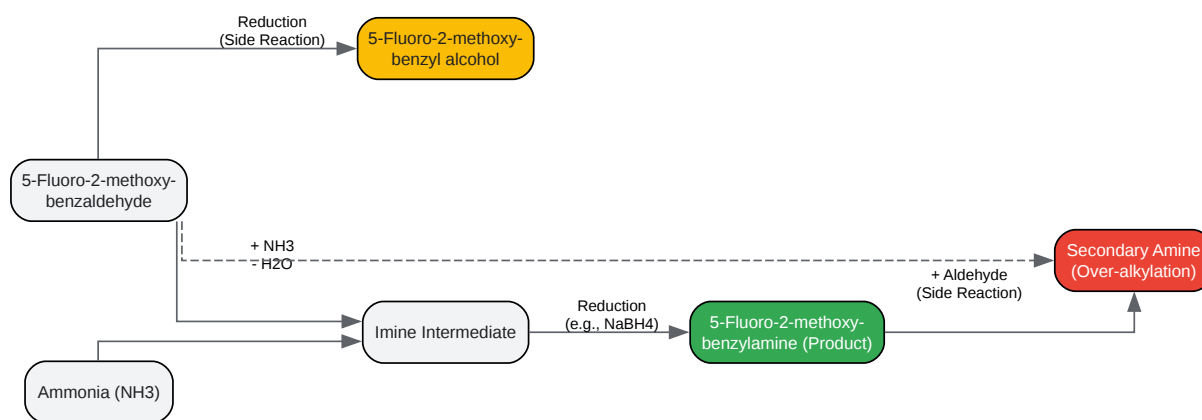 Reduction
(Side Reaction)
5-Fluoro-2-methoxy-
benzyl alcohol
5-Fluoro-2-methoxy-
benzaldehyde
+ NH3
- H2O
Secondary Amine
(Over-alkylation)
+ Aldehyde
(Side Reaction)
Reduction
(e.g., NaBH4)
Imine Intermediate
5-Fluoro-2-methoxy-
benzylamine (Product)
Ammonia (NH3)